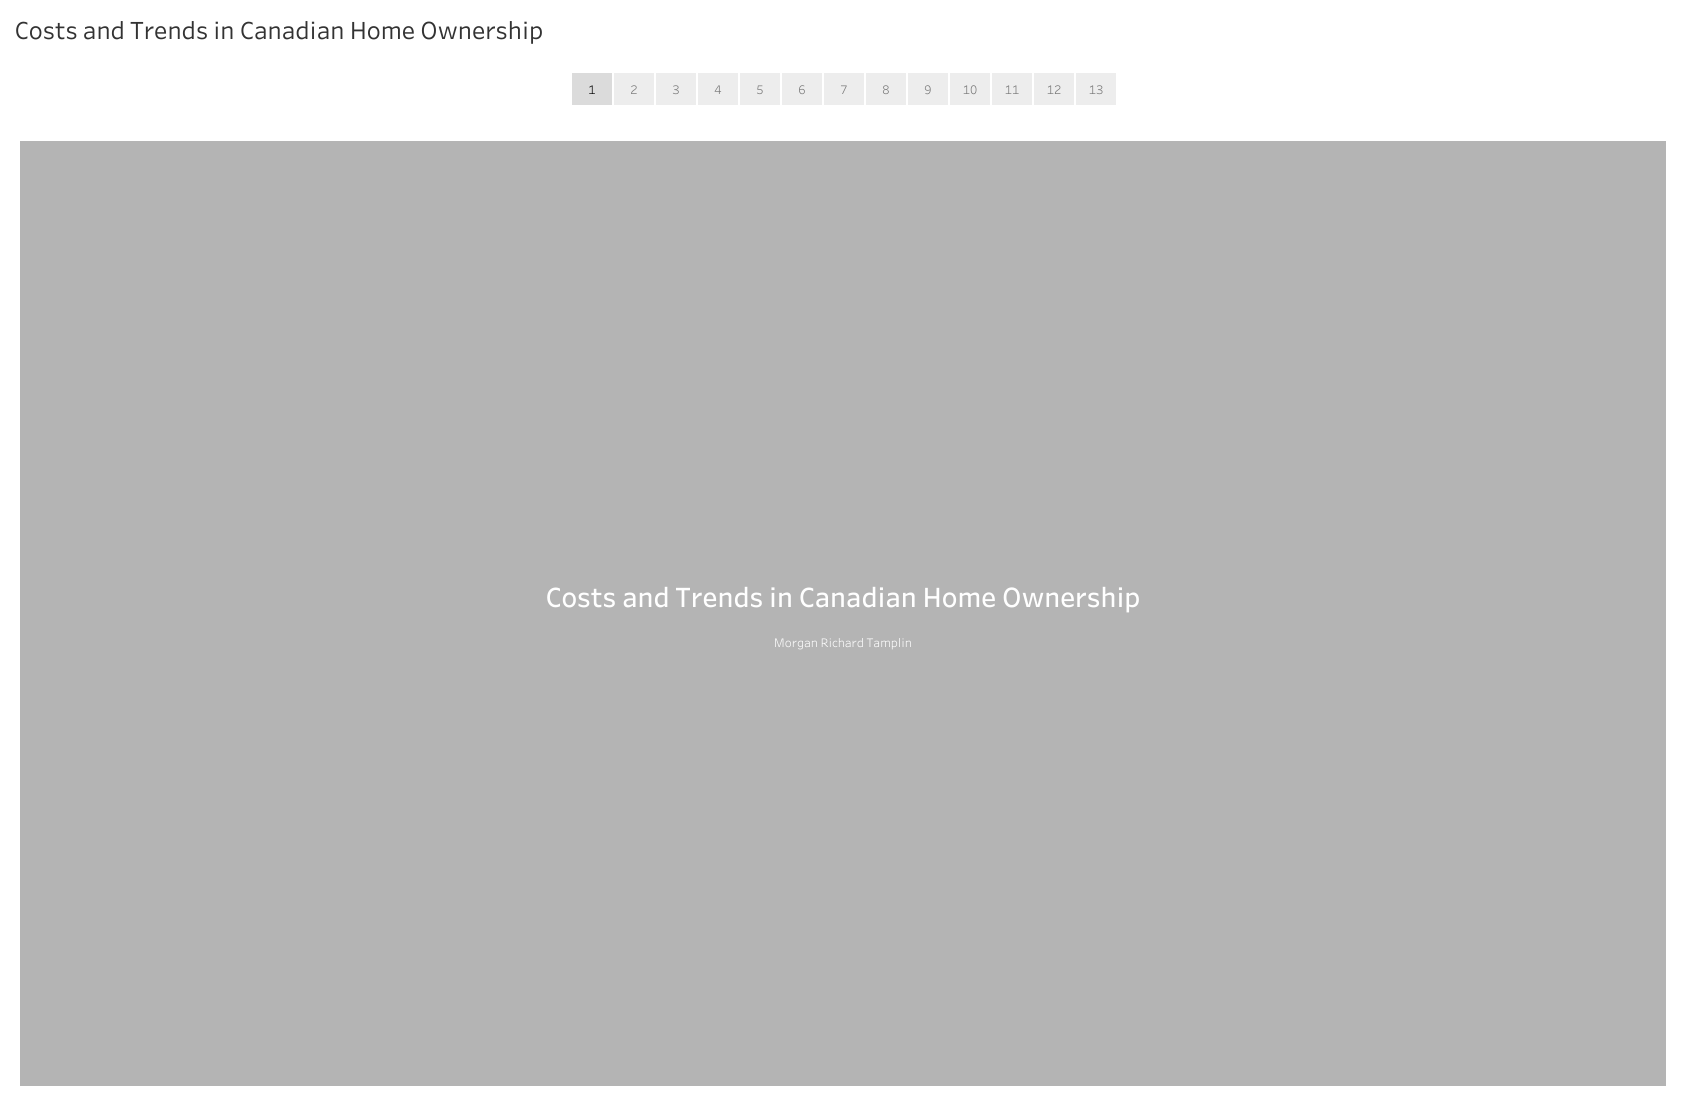 Costs and Trends in Canadian Home Ownership
1 2 3 4 5 6 7 8 9 10 11 12 13
Costs and Trends in Canadian Home Ownership
Morgan Richard Tamplin